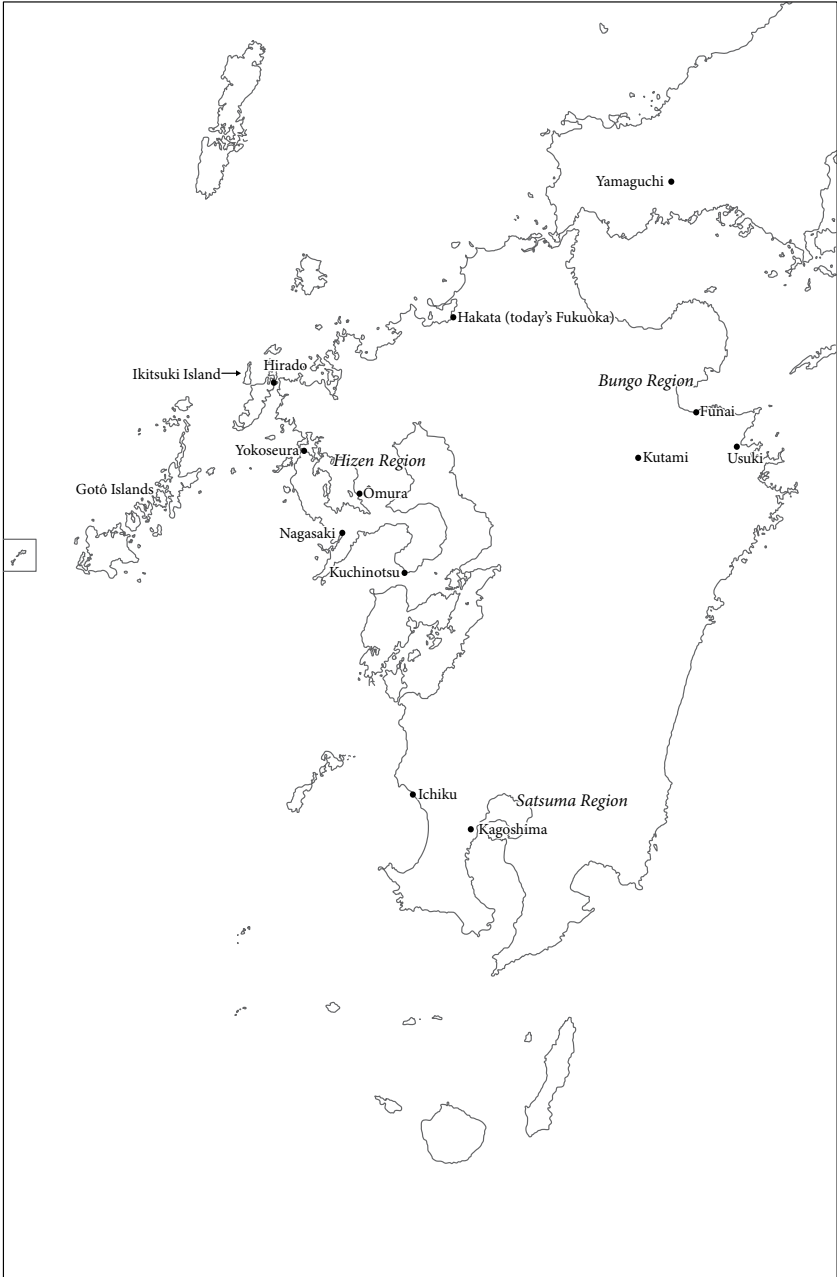 Yamaguchi
Hakata (today's Fukuoka)
Hirado
Ikitsuki Island
Bungo Region
Funai
Yokoseura
Hizen Region
Kutami
Usuki
Gotô Islands
Ômura
Nagasaki
Kuchinotsu
Ichiku
Satsuma Region
Kagoshima